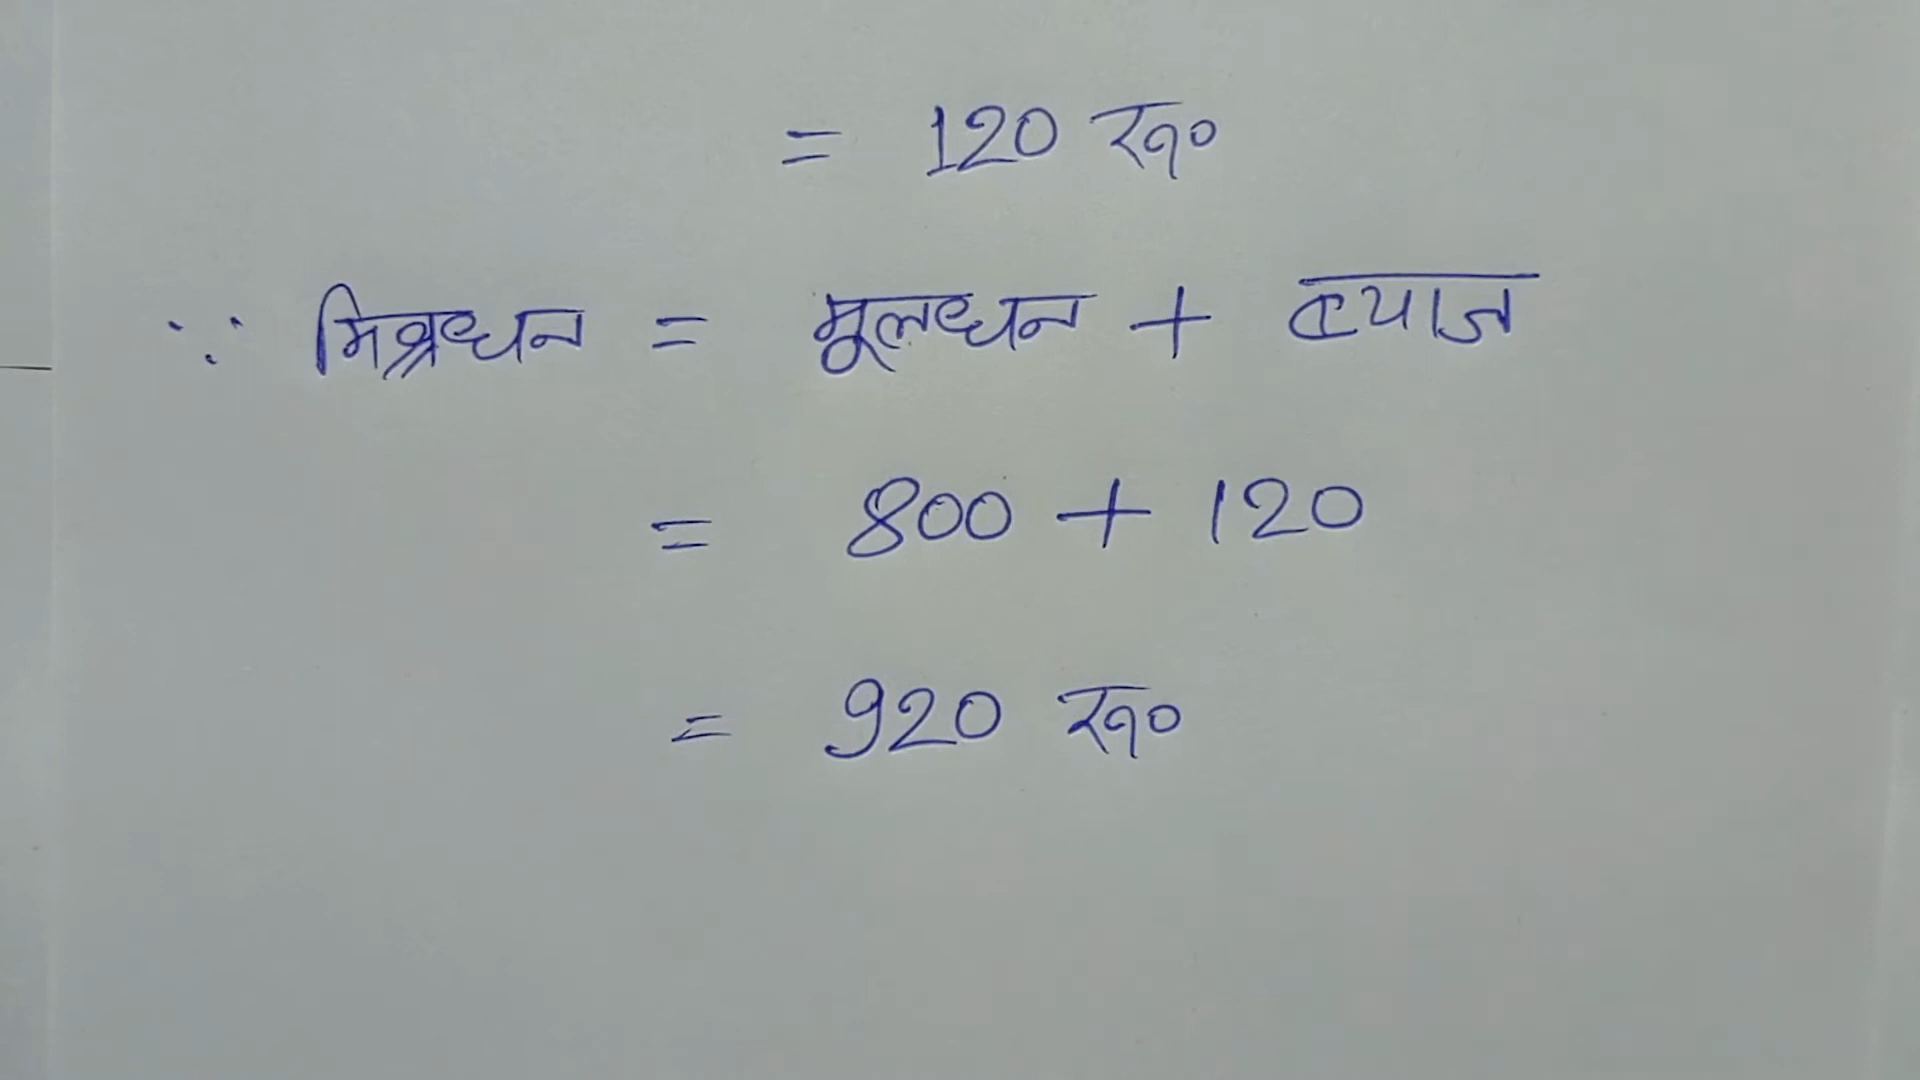 = 120 रू०
∵ मिश्रधन = मूलधन + ब्याज
= 800 + 120
= 920 रू०